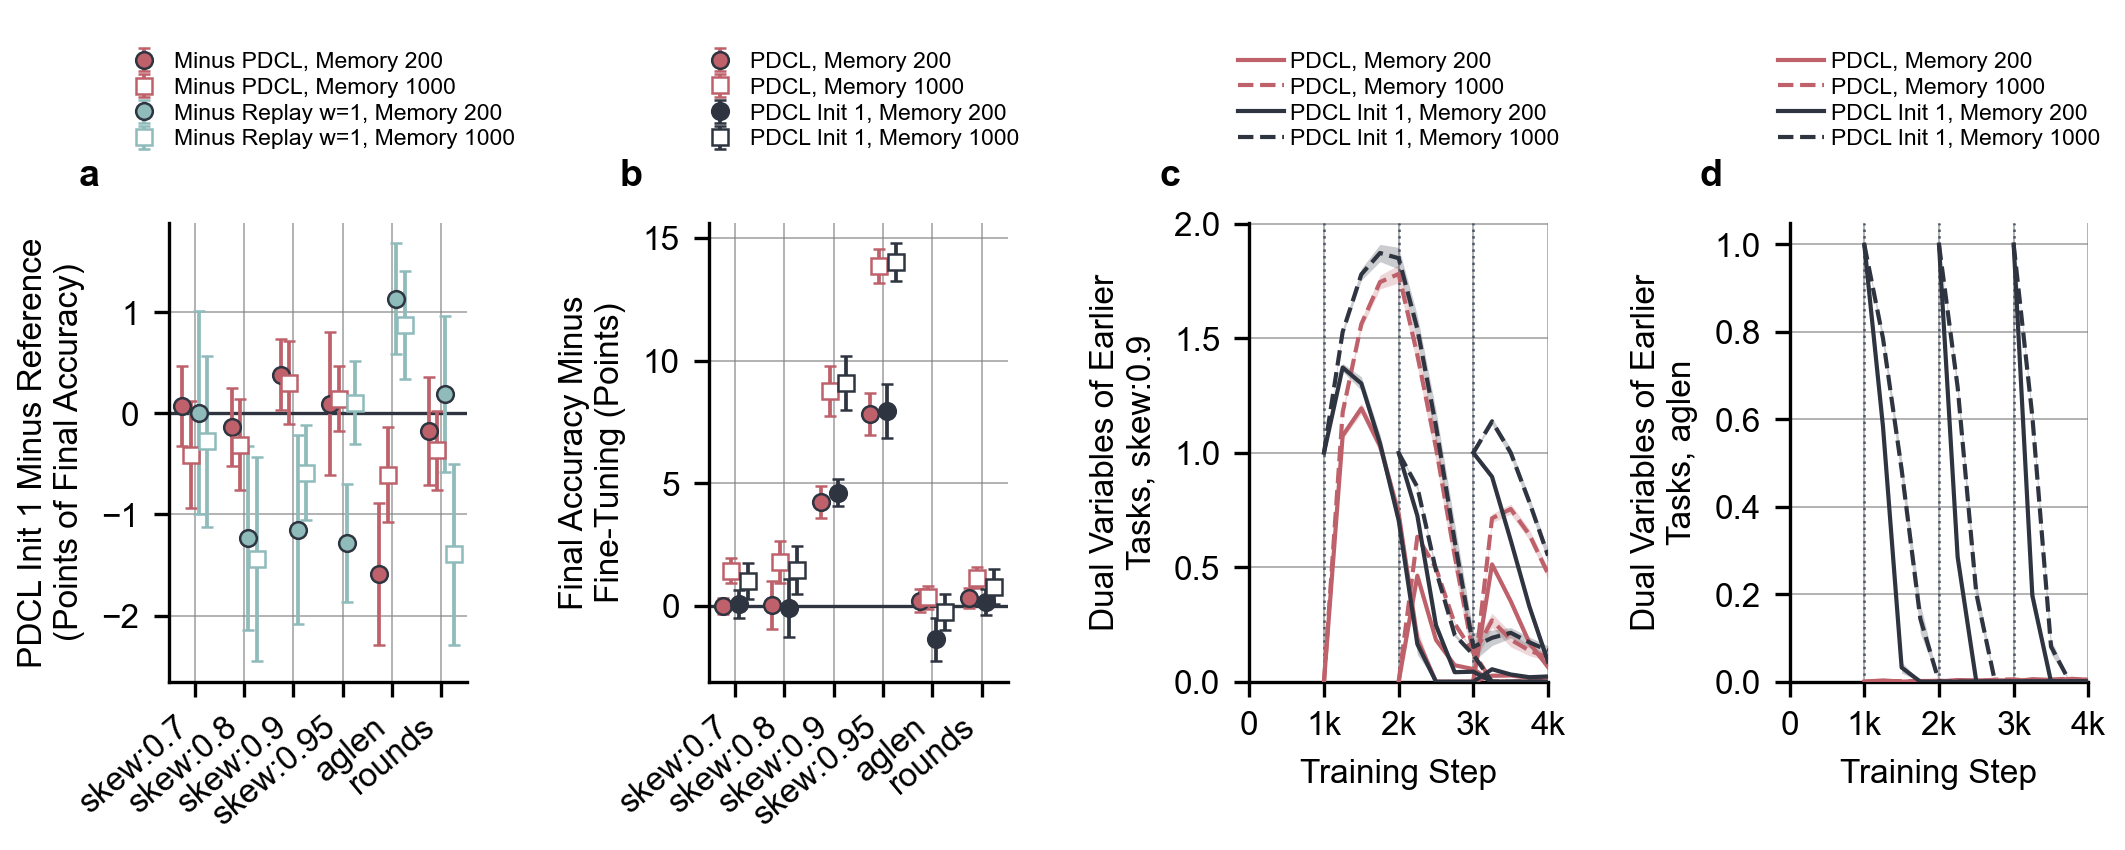 Minus PDCL, Memory 200
Minus PDCL, Memory 1000
Minus Replay w=1, Memory 200
Minus Replay w=1, Memory 1000
a
PDCL Init 1 Minus Reference
(Points of Final Accuracy)
1
0
−1
−2
skew:0.7
skew:0.8
skew:0.9
skew:0.95
aglen
rounds
PDCL, Memory 200
PDCL, Memory 1000
PDCL Init 1, Memory 200
PDCL Init 1, Memory 1000
b
Final Accuracy Minus
Fine-Tuning (Points)
15
10
5
0
skew:0.7
skew:0.8
skew:0.9
skew:0.95
aglen
rounds
PDCL, Memory 200
PDCL, Memory 1000
PDCL Init 1, Memory 200
PDCL Init 1, Memory 1000
c
Dual Variables of Earlier
Tasks, skew:0.9
2.0
1.5
1.0
0.5
0.0
0 1k 2k 3k 4k
Training Step
PDCL, Memory 200
PDCL, Memory 1000
PDCL Init 1, Memory 200
PDCL Init 1, Memory 1000
d
Dual Variables of Earlier
Tasks, aglen
1.0
0.8
0.6
0.4
0.2
0.0
0 1k 2k 3k 4k
Training Step